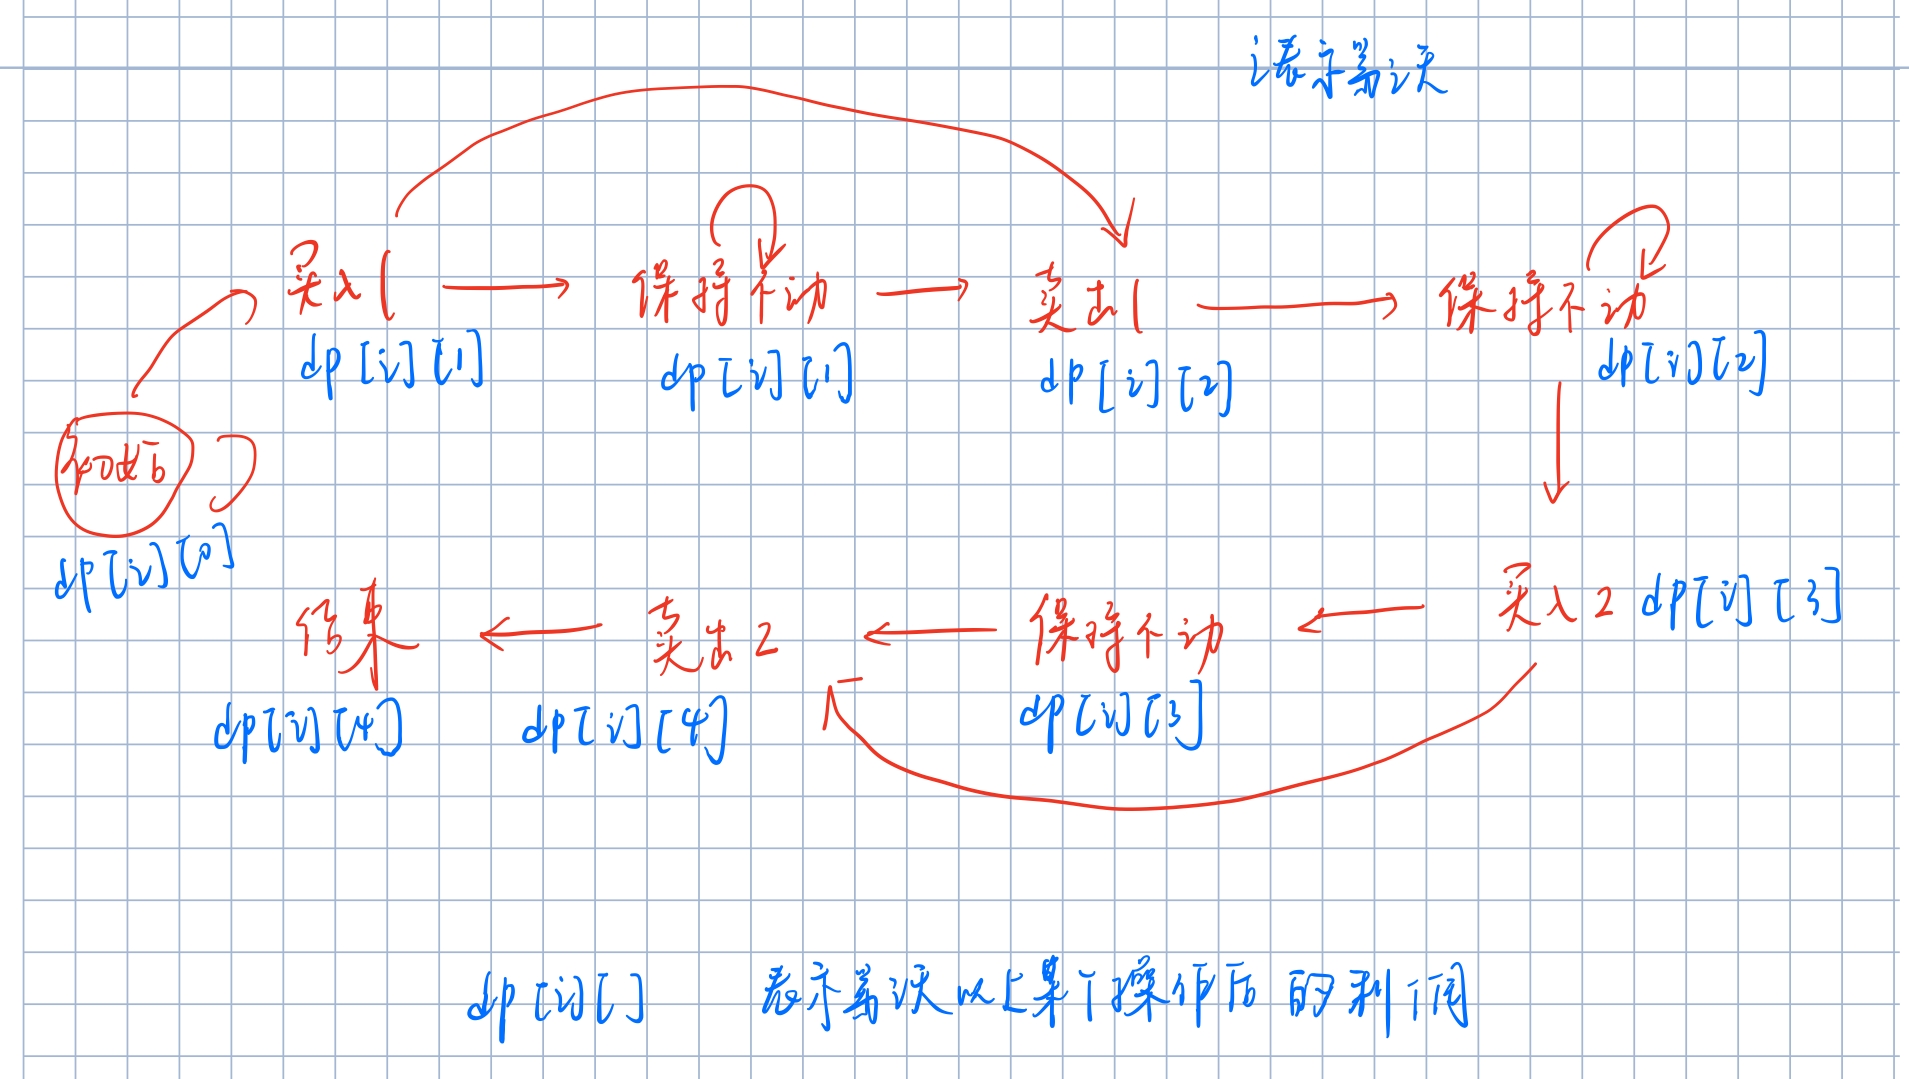 i表示第i天
买入1 保持不动 卖出1 保持不动
dp[i][1] dp[i][1] dp[i][2] dp[i][2]
初始
dp[i][0]
结束 卖出2 保持不动 买入2 dp[i][3]
dp[i][4] dp[i][4] dp[i][3]
dp[i][] 表示第i天以上某个操作后的利润